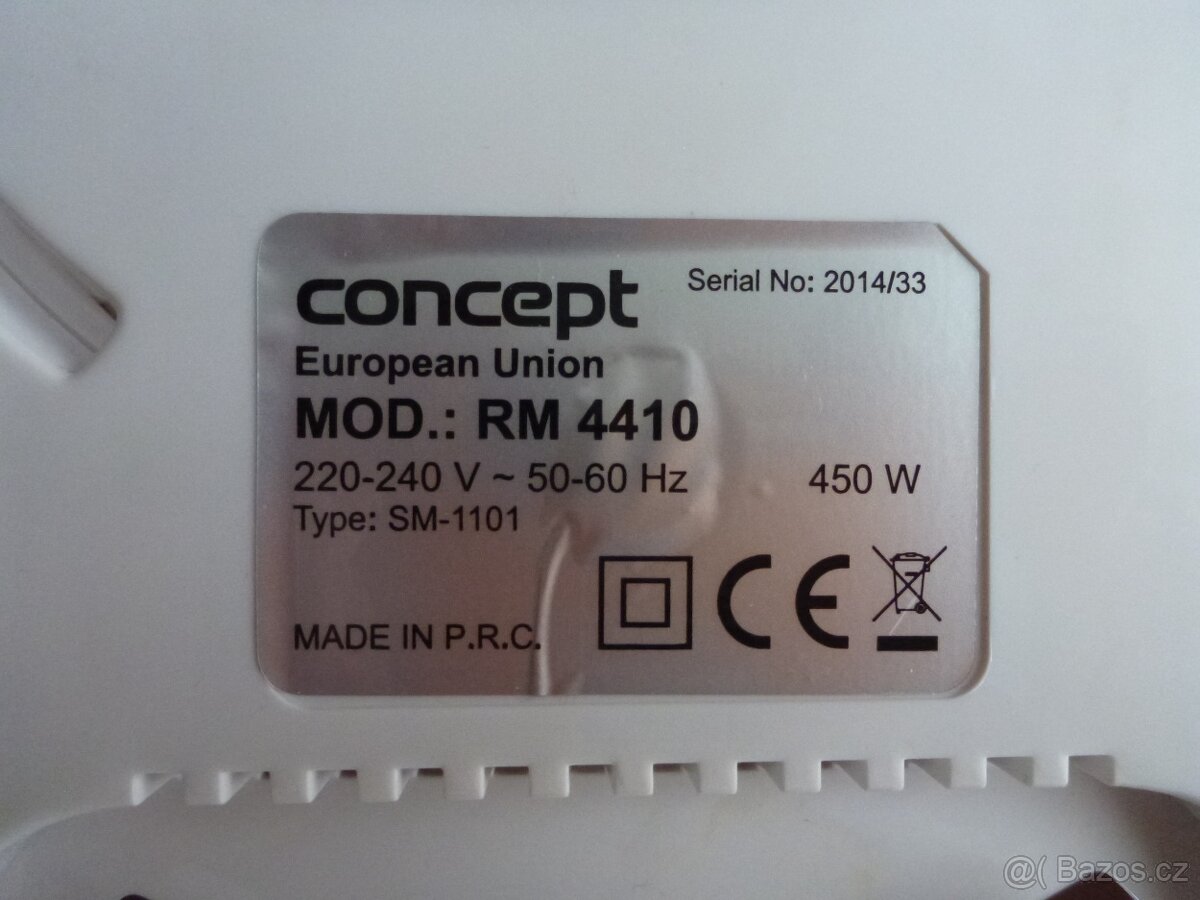 concept
Serial No: 2014/33
European Union
MOD.: RM 4410
220-240 V ~ 50-60 Hz 450 W
Type: SM-1101
MADE IN P.R.C.
CE
@( Bazos.cz